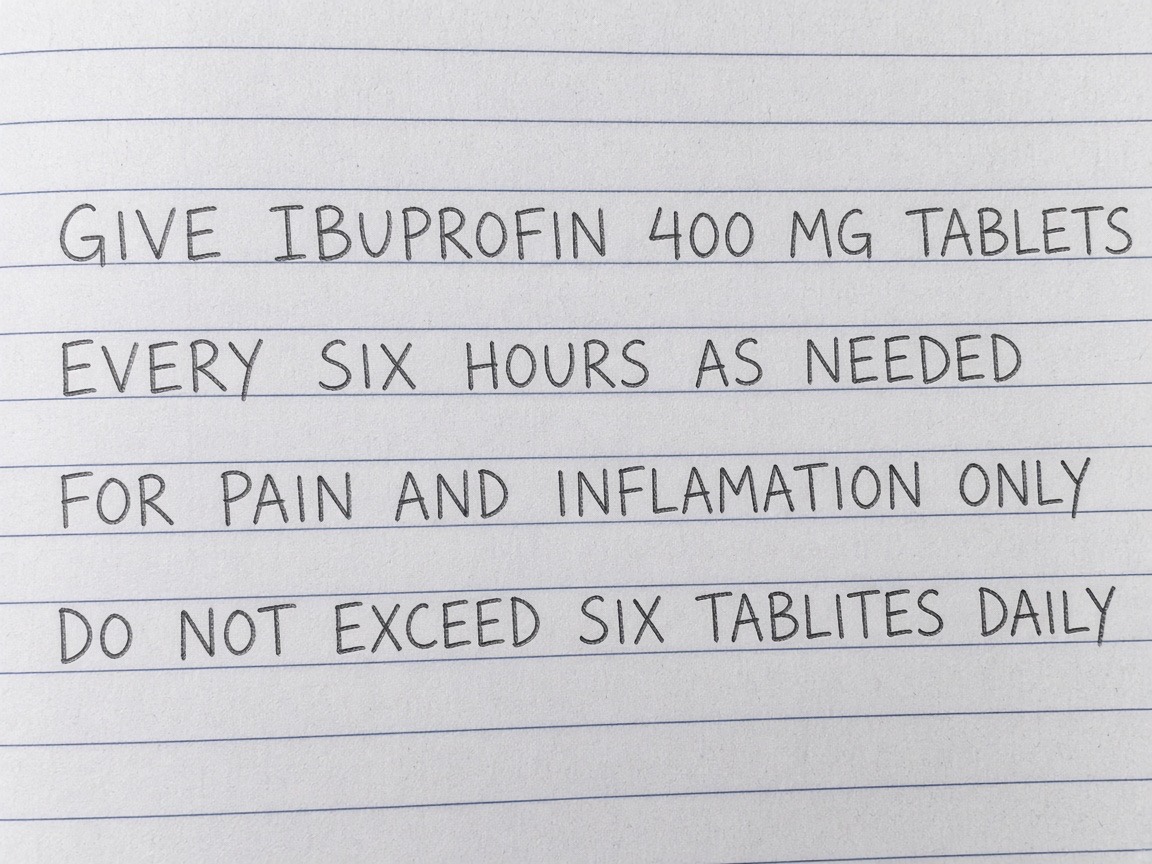 GIVE IBUPROFIN 400 MG TABLETS
EVERY SIX HOURS AS NEEDED
FOR PAIN AND INFLAMATION ONLY
DO NOT EXCEED SIX TABLITES DAILY